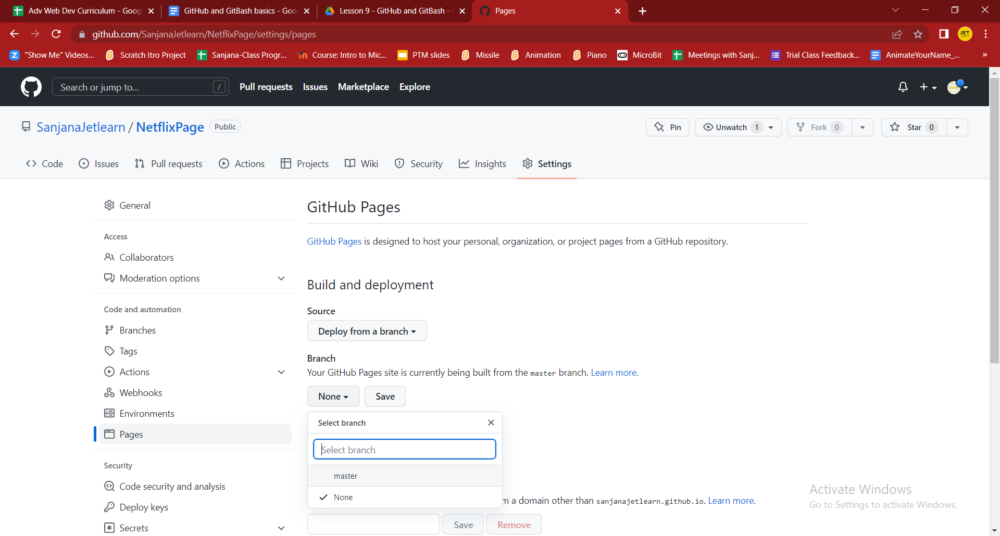 Adv Web Dev Curriculum - Goog
GitHub and GitBash basics - Goo
Lesson 9 - GitHub and GitBash -
Pages
github.com/SanjanaJetlearn/NetflixPage/settings/pages
"Show Me" Videos...
Scratch Itro Project
Sanjana-Class Progr...
Course: Intro to Mic...
PTM slides
Missile
Animation
Piano
MicroBit
Meetings with Sanj...
Trial Class Feedback...
AnimateYourName_...
»
Search or jump to... /
Pull requests
Issues
Marketplace
Explore
SanjanaJetlearn / NetflixPage Public
Pin
Unwatch 1
Fork 0
Star 0
Code
Issues
Pull requests
Actions
Projects
Wiki
Security
Insights
Settings
General
Access
Collaborators
Moderation options
Code and automation
Branches
Tags
Actions
Webhooks
Environments
Pages
Security
Code security and analysis
Deploy keys
Secrets
GitHub Pages
GitHub Pages is designed to host your personal, organization, or project pages from a GitHub repository.
Build and deployment
Source
Deploy from a branch
Branch
Your GitHub Pages site is currently being built from the master branch. Learn more.
None
Save
Select branch
Select branch
master
None
m a domain other than sanjanajetlearn.github.io. Learn more.
Save
Remove
Activate Windows
Go to Settings to activate Windows.